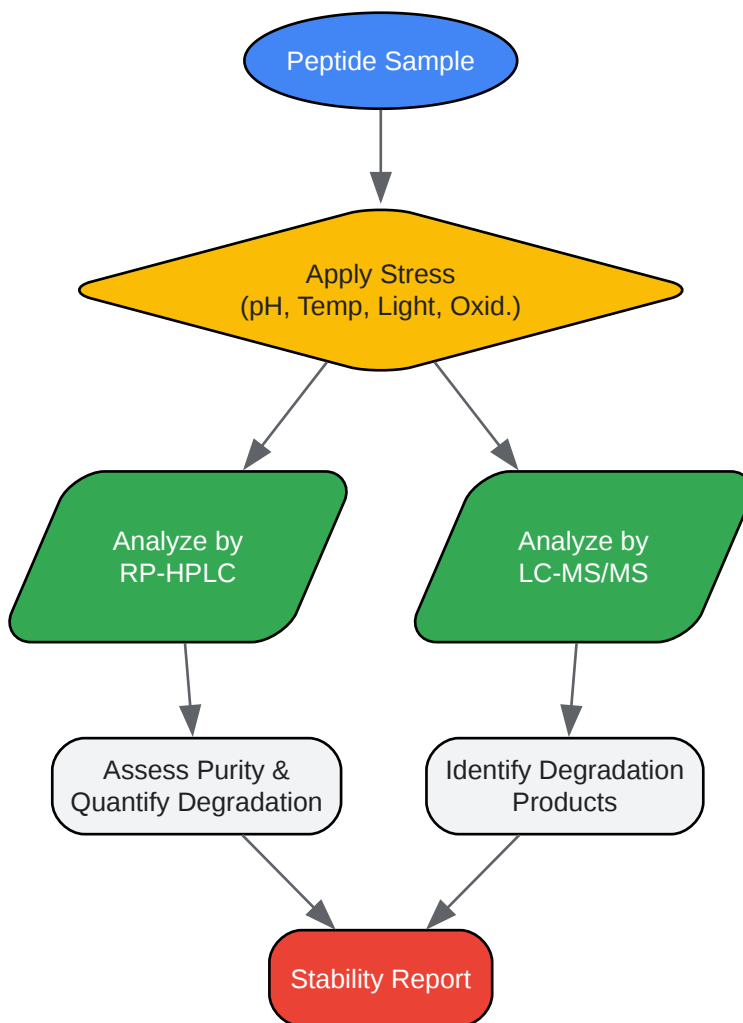 Peptide Sample
Apply Stress
(pH, Temp, Light, Oxid.)
Analyze by
RP-HPLC
Analyze by
LC-MS/MS
Assess Purity &
Quantify Degradation
Identify Degradation
Products
Stability Report